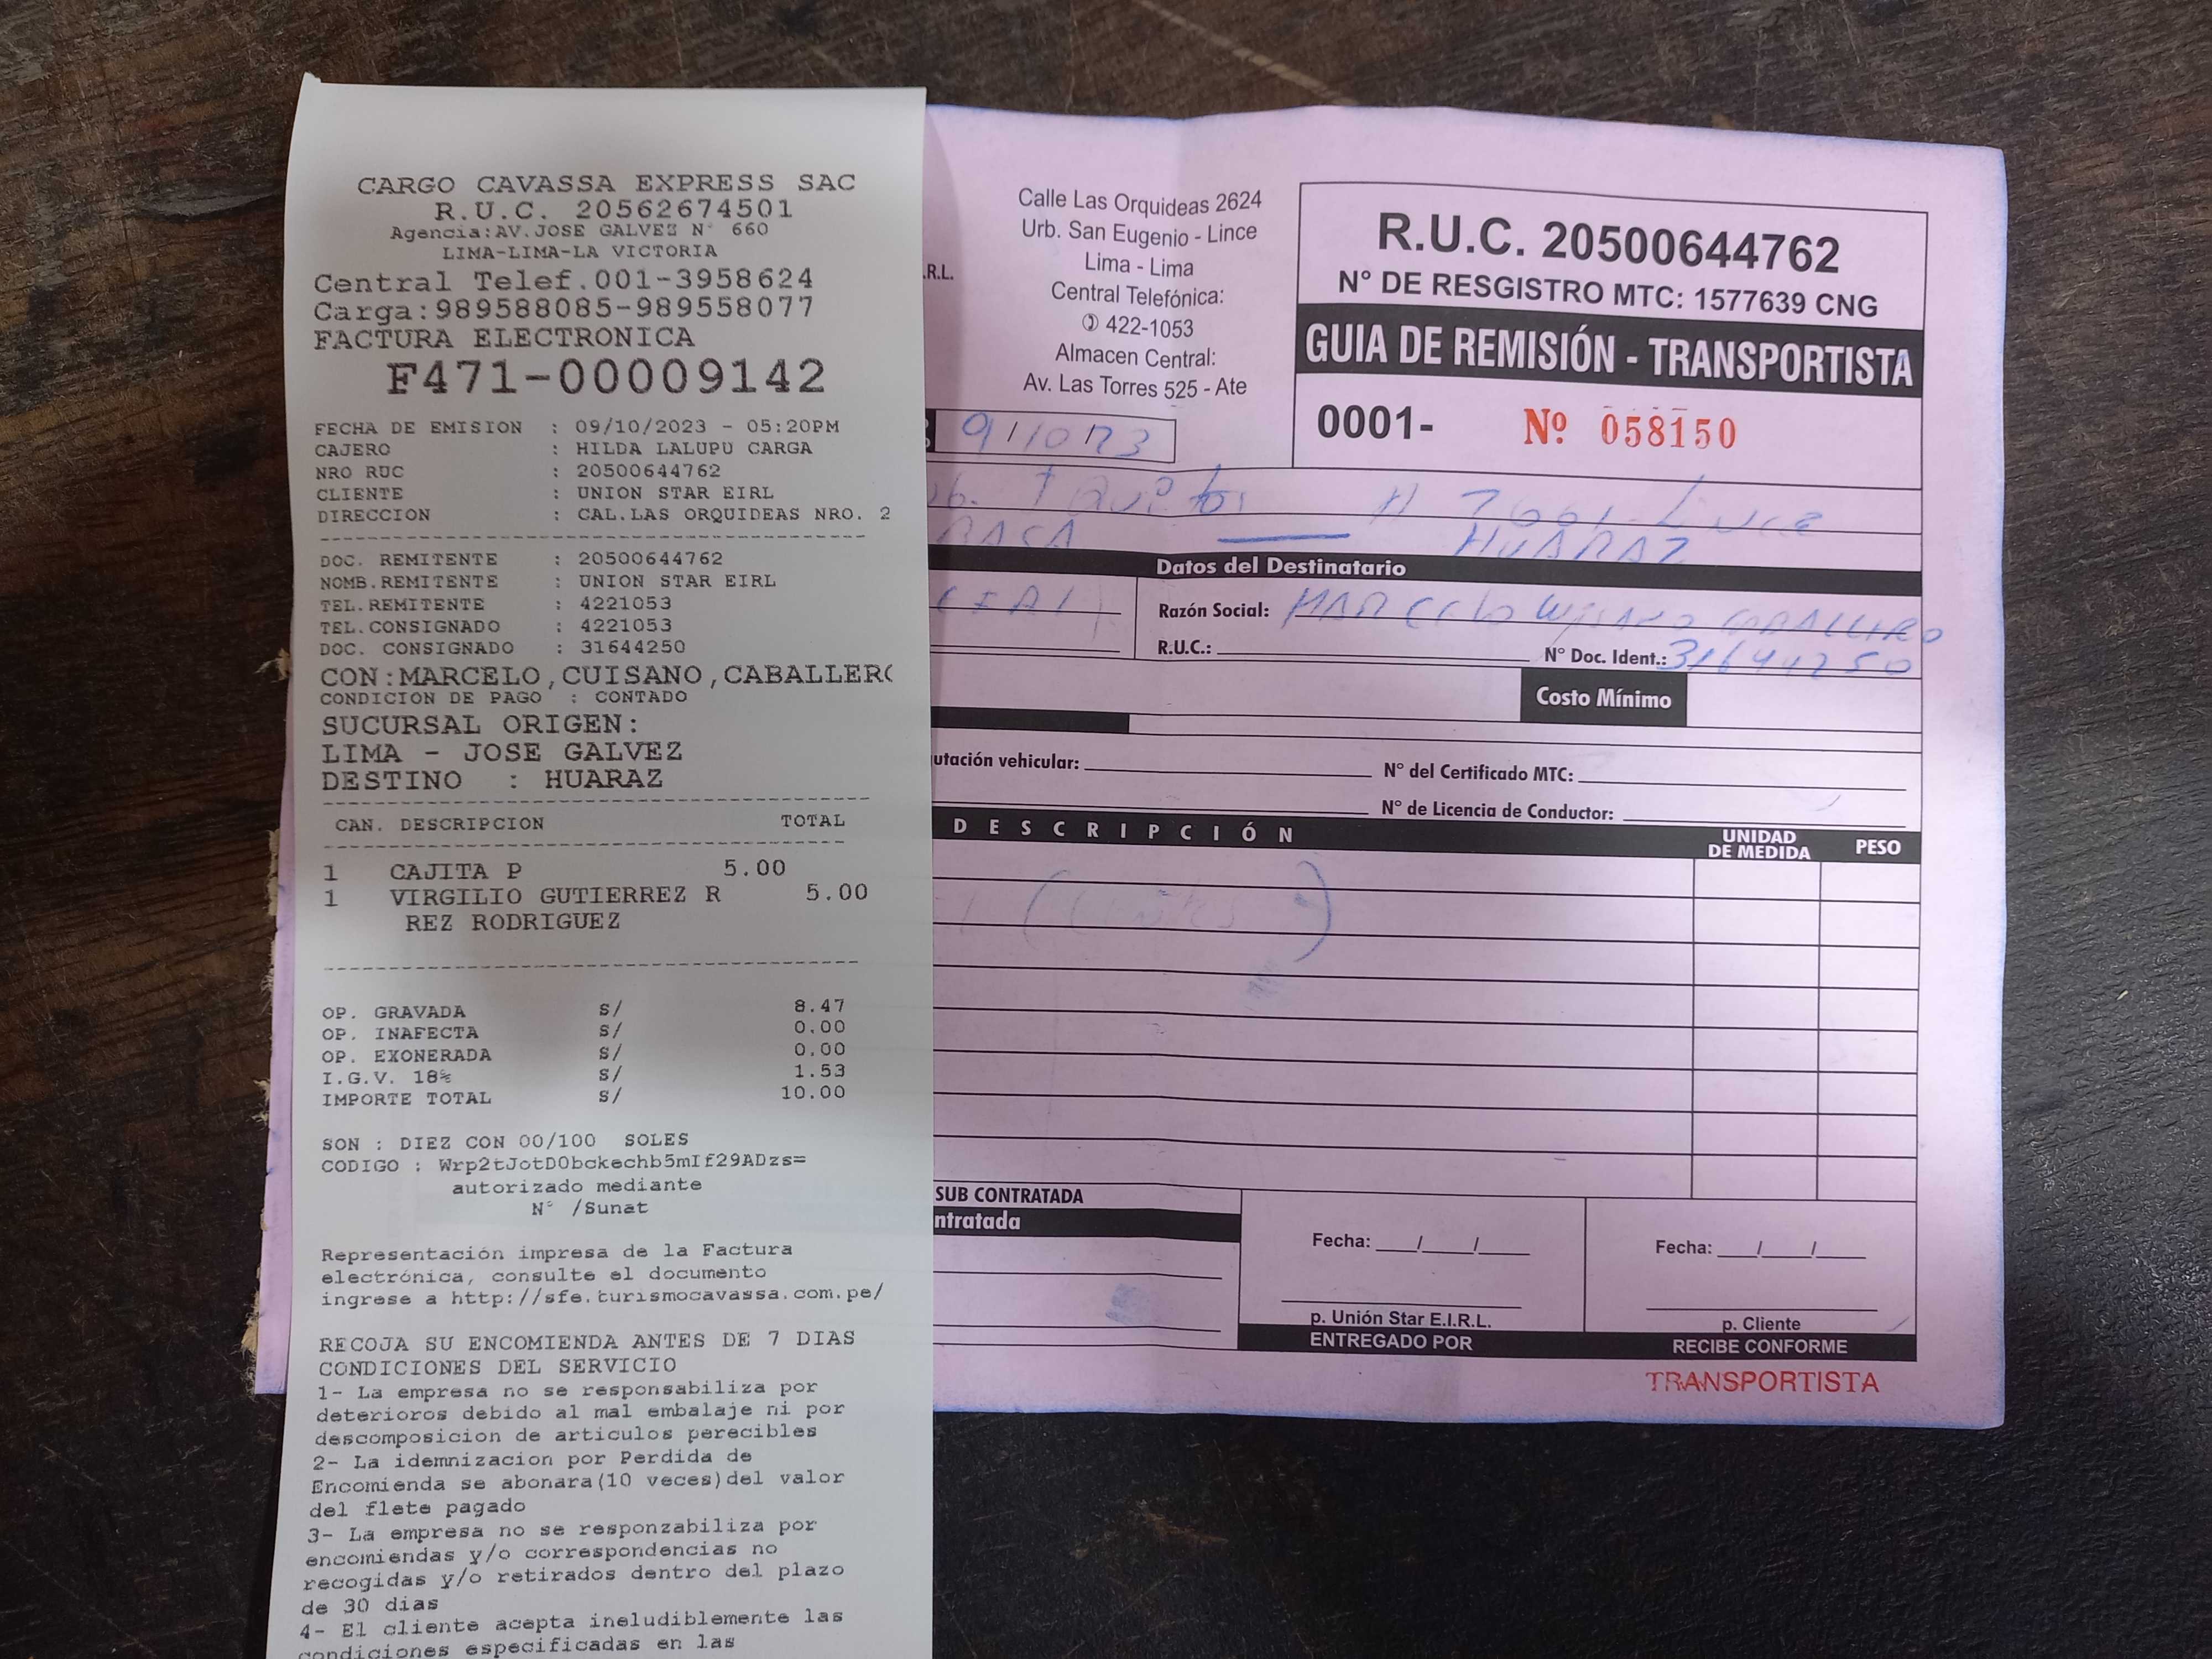 CARGO CAVASSA EXPRESS SAC
R.U.C. 20562674501
Agencia:AV.JOSE GALVEZ N° 660
LIMA-LIMA-LA VICTORIA
Central Telef.001-3958624
Carga:989588085-989558077
FACTURA ELECTRONICA
F471-00009142
FECHA DE EMISION : 09/10/2023 - 05:20PM
CAJERO : HILDA LALUPU CARGA
NRO RUC : 20500644762
CLIENTE : UNION STAR EIRL
DIRECCION : CAL.LAS ORQUIDEAS NRO. 2
DOC. REMITENTE : 20500644762
NOMB.REMITENTE : UNION STAR EIRL
TEL.REMITENTE : 4221053
TEL.CONSIGNADO : 4221053
DOC. CONSIGNADO : 31644250
CON:MARCELO,CUISANO,CABALLERO
CONDICION DE PAGO : CONTADO
SUCURSAL ORIGEN:
LIMA - JOSE GALVEZ
DESTINO : HUARAZ
CAN. DESCRIPCION TOTAL
1 CAJITA P 5.00
1 VIRGILIO GUTIERREZ R 5.00
REZ RODRIGUEZ
OP. GRAVADA S/ 8.47
OP. INAFECTA S/ 0.00
OP. EXONERADA S/ 0.00
I.G.V. 18% S/ 1.53
IMPORTE TOTAL S/ 10.00
SON : DIEZ CON 00/100 SOLES
CODIGO : Wrp2tJotD0bckechb5mIf29ADzs=
autorizado mediante
N° /Sunat
Representación impresa de la Factura
electrónica, consulte el documento
ingrese a http://sfe.turismocavassa.com.pe/
RECOJA SU ENCOMIENDA ANTES DE 7 DIAS
CONDICIONES DEL SERVICIO
1- La empresa no se responsabiliza por
deterioros debido al mal embalaje ni por
descomposicion de articulos perecibles
2- La idemnizacion por Perdida de
Encomienda se abonara(10 veces)del valor
del flete pagado
3- La empresa no se responzabiliza por
encomiendas y/o correspondencias no
recogidas y/o retirados dentro del plazo
de 30 dias
4- El cliente acepta ineludiblemente las
condiciones especificadas en las
.R.L.
Calle Las Orquideas 2624
Urb. San Eugenio - Lince
Lima - Lima
Central Telefónica:
422-1053
Almacen Central:
Av. Las Torres 525 - Ate
R.U.C. 20500644762
N° DE RESGISTRO MTC: 1577639 CNG
GUIA DE REMISIÓN - TRANSPORTISTA
0001- Nº 058150
HUARAZ
Datos del Destinatario
Razón Social: MARCELO CABALLERO
R.U.C.: N° Doc. Ident.: 31644250
Costo Mínimo
utación vehicular: N° del Certificado MTC:
N° de Licencia de Conductor:
DESCRIPCIÓN UNIDAD DE MEDIDA PESO
SUB CONTRATADA
ntratada
Fecha: __/__/__ Fecha: __/__/__
p. Unión Star E.I.R.L. p. Cliente
ENTREGADO POR RECIBE CONFORME
TRANSPORTISTA